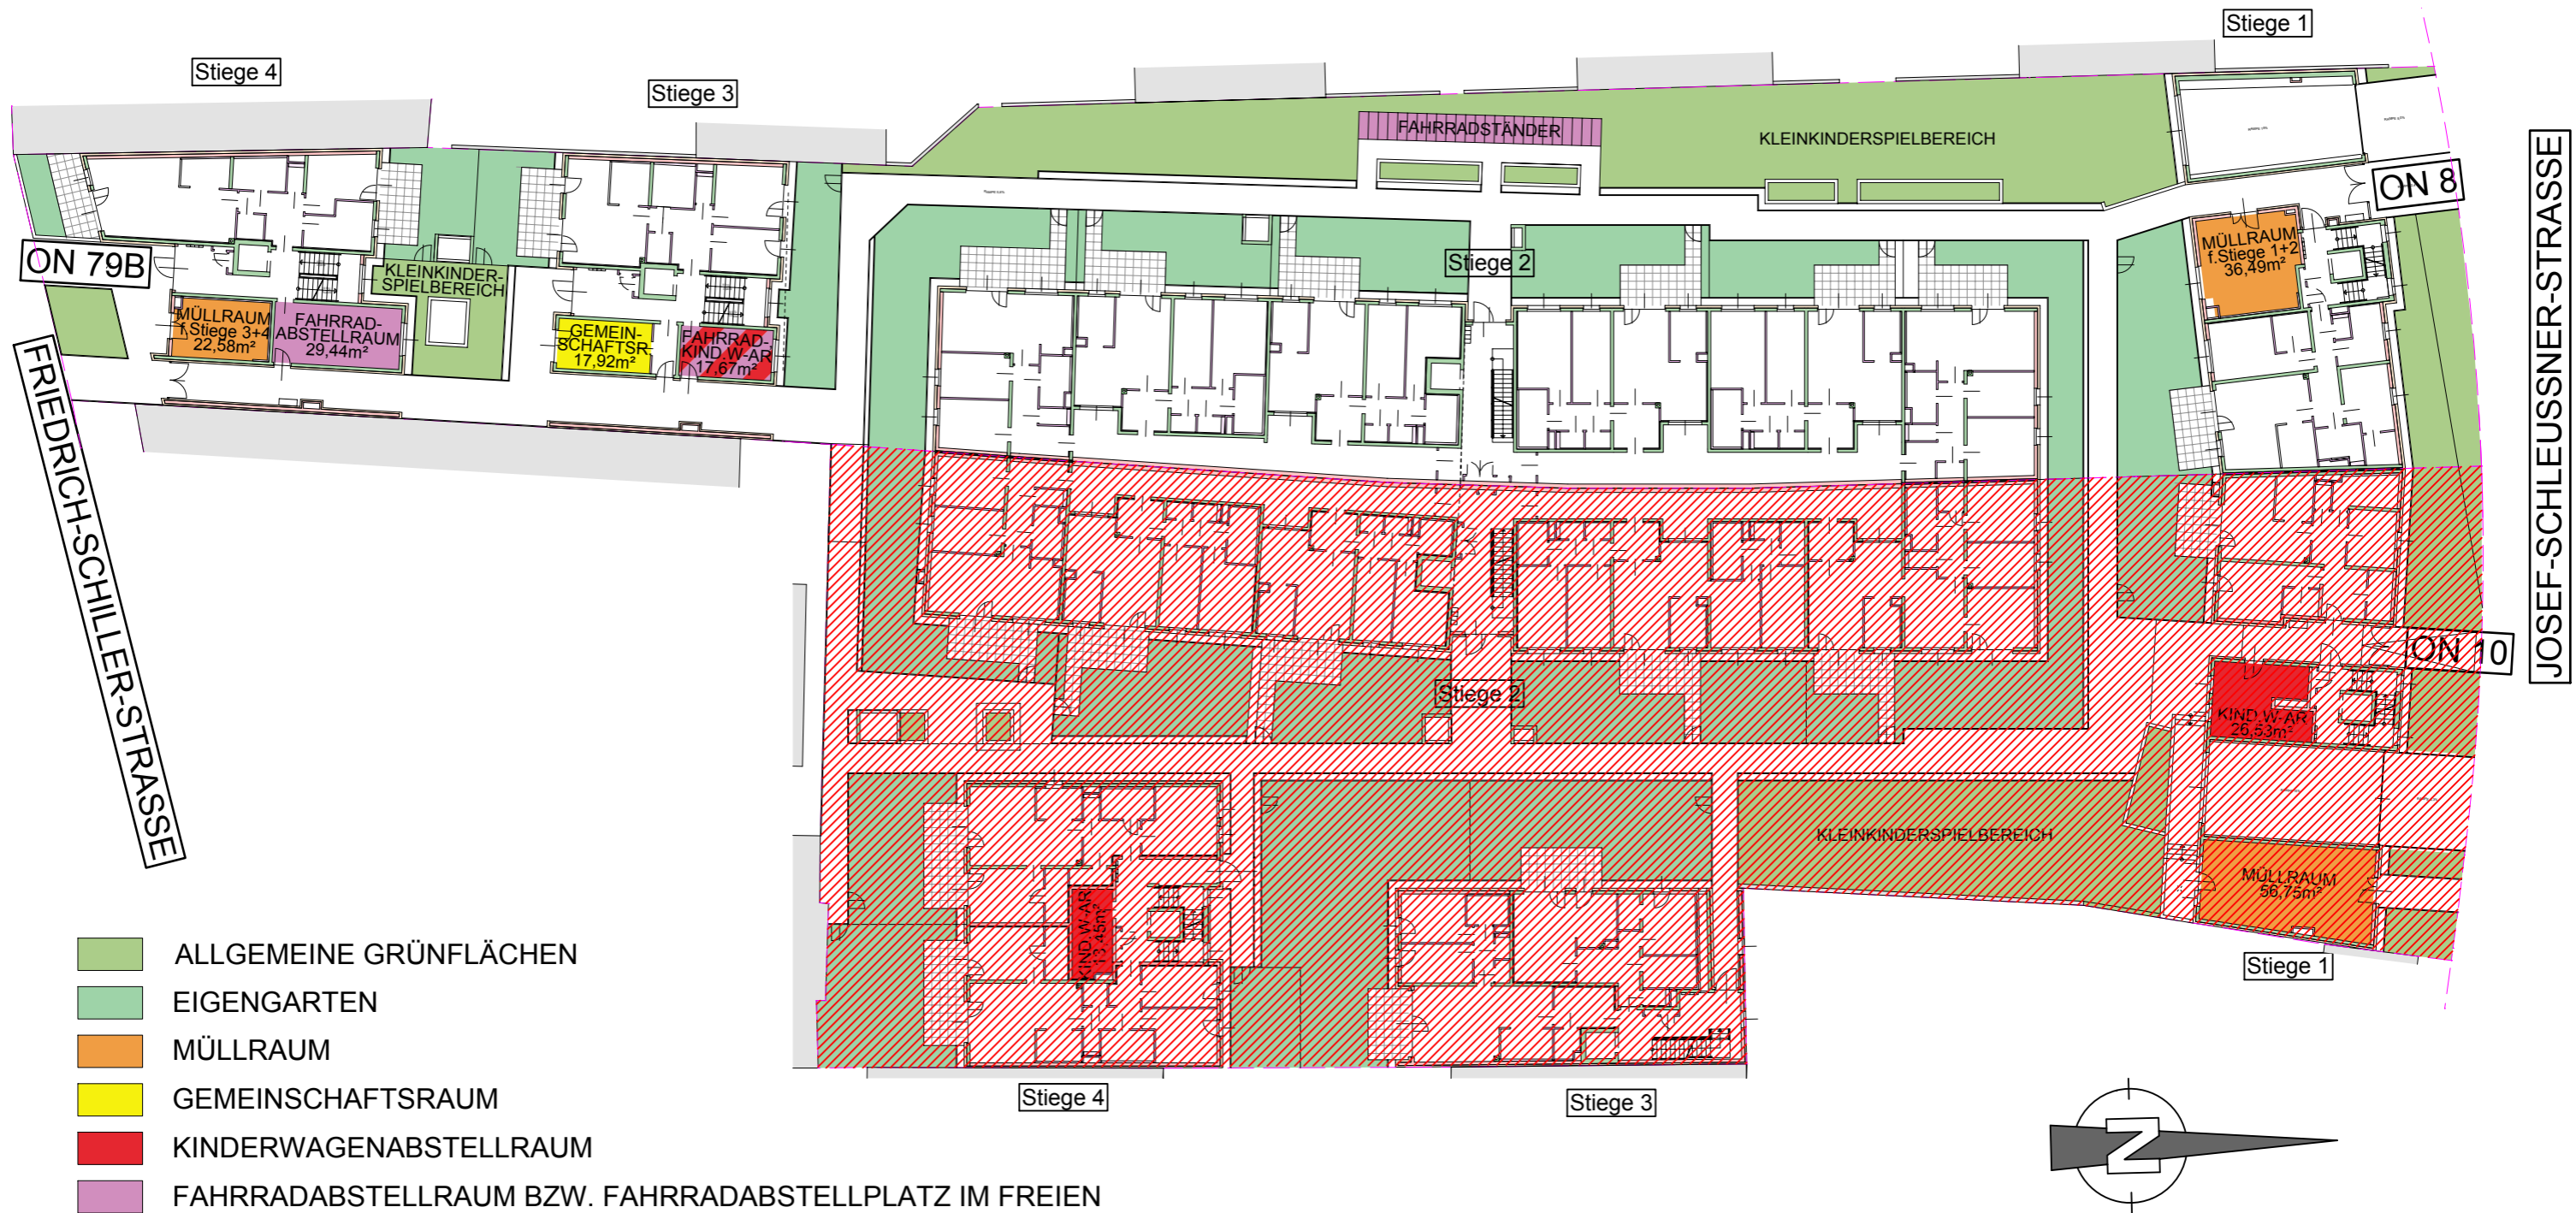 Stiege 1
Stiege 4
Stiege 3
FAHRRADSTÄNDER
KLEINKINDERSPIELBEREICH
ON 8
JOSEF-SCHLEUSSNER-STRASSE
MÜLLRAUM
f.Stiege 1+2
36,49m²
ON 79B
KLEINKINDER-
SPIELBEREICH
Stiege 2
MÜLLRAUM
f.Stiege 3+4
22,58m²
FAHRRAD-
ABSTELLRAUM
29,44m²
GEMEIN-
SCHAFTSR.
17,92m²
FAHRRAD-
KIND.W-AR
17,67m²
FRIEDRICH-SCHILLER-STRASSE
ON 10
Stiege 2
KIND.W-AR
26,53m²
KLEINKINDERSPIELBEREICH
MÜLLRAUM
56,75m²
KIND.W-AR
13,45m²
Stiege 1
Stiege 4
Stiege 3
ALLGEMEINE GRÜNFLÄCHEN
EIGENGARTEN
MÜLLRAUM
GEMEINSCHAFTSRAUM
KINDERWAGENABSTELLRAUM
FAHRRADABSTELLRAUM BZW. FAHRRADABSTELLPLATZ IM FREIEN
N